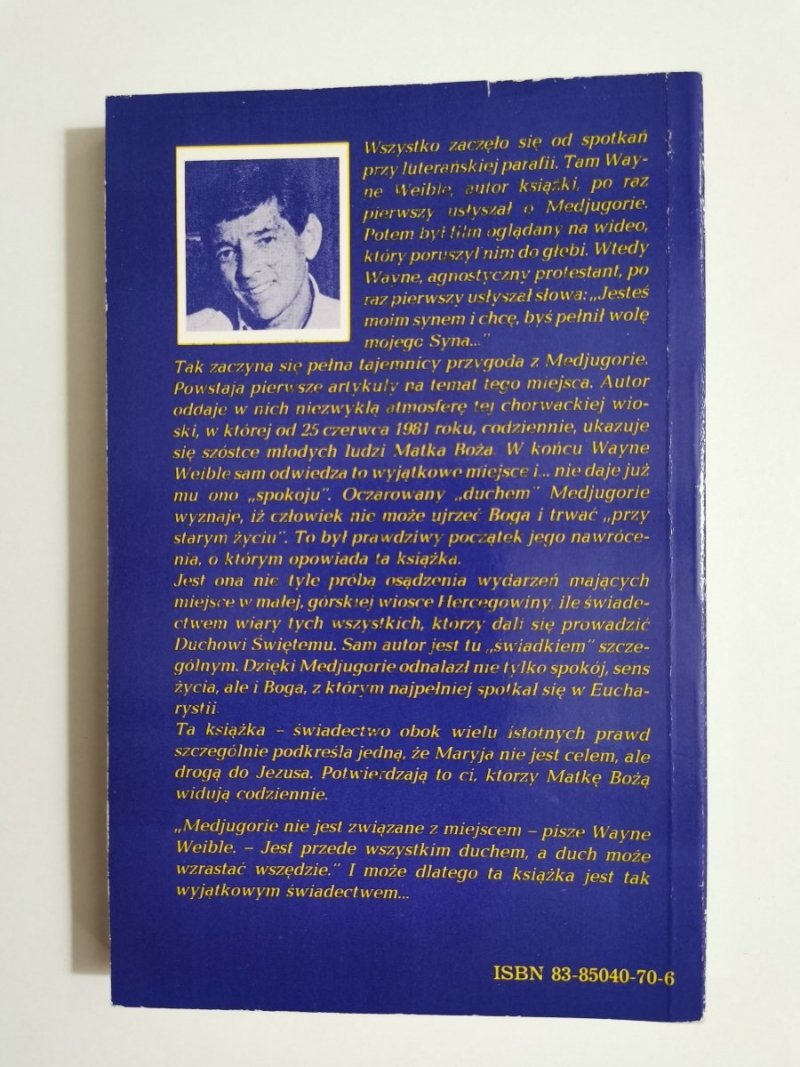 Wszystko zaczęło się od spotkań
przy luterańskiej parafii. Tam Way-
ne Weible, autor książki, po raz
pierwszy usłyszał o Medjugorie.
Potem był film oglądany na wideo,
który poruszył nim do głębi. Wtedy
Wayne, agnostyczny protestant, po
raz pierwszy usłyszał słowa: „Jesteś
moim synem i chcę, byś pełnił wolę
mojego Syna..."
Tak zaczyna się pełna tajemnicy przygoda z Medjugorie.
Powstają pierwsze artykuły na temat tego miejsca. Autor
oddaje w nich niezwykłą atmosferę tej chorwackiej wio-
ski, w której od 25 czerwca 1981 roku, codziennie, ukazuje
się szóstce młodych ludzi Matka Boża. W końcu Wayne
Weible sam odwiedza to wyjątkowe miejsce i... nie daje już
mu ono „spokoju". Oczarowany „duchem" Medjugorie
wyznaje, iż człowiek nie może ujrzeć Boga i trwać „przy
starym życiu". To był prawdziwy początek jego nawróce-
nia, o którym opowiada ta książka.
Jest ona nie tyle próbą osądzenia wydarzeń mających
miejsce w małej, górskiej wiosce Hercegowiny, ile świade-
ctwem wiary tych wszystkich, którzy dali się prowadzić
Duchowi Świętemu. Sam autor jest tu „świadkiem" szcze-
gólnym. Dzięki Medjugorie odnalazł nie tylko spokój, sens
życia, ale i Boga, z którym najpełniej spotkał się w Eucha-
rystii.
Ta książka – świadectwo obok wielu istotnych prawd
szczególnie podkreśla jedną, że Maryja nie jest celem, ale
drogą do Jezusa. Potwierdzają to ci, którzy Matkę Bożą
widują codziennie.
„Medjugorie nie jest związane z miejscem – pisze Wayne
Weible. – Jest przede wszystkim duchem, a duch może
wzrastać wszędzie." I może dlatego ta książka jest tak
wyjątkowym świadectwem...
ISBN 83-85040-70-6